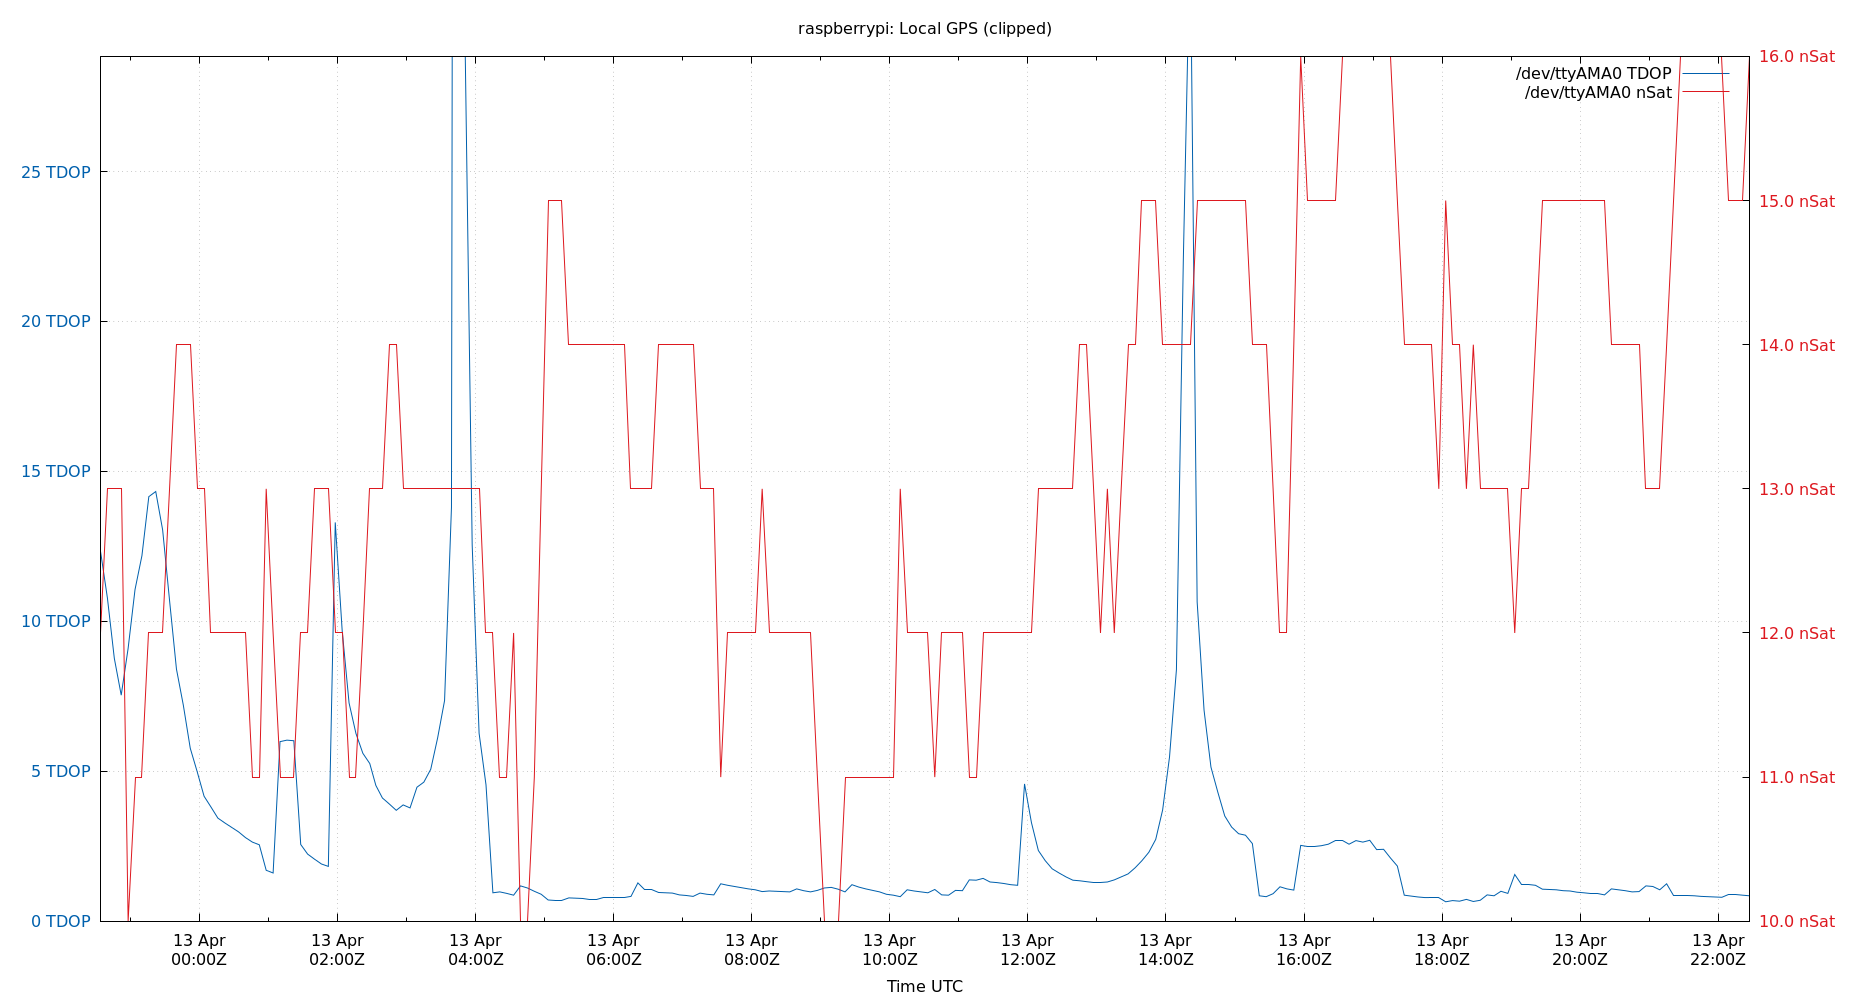 raspberrypi: Local GPS (clipped)
/dev/ttyAMA0 TDOP
/dev/ttyAMA0 nSat
25 TDOP
20 TDOP
15 TDOP
10 TDOP
5 TDOP
0 TDOP
16.0 nSat
15.0 nSat
14.0 nSat
13.0 nSat
12.0 nSat
11.0 nSat
10.0 nSat
13 Apr 13 Apr 13 Apr 13 Apr 13 Apr 13 Apr 13 Apr 13 Apr 13 Apr 13 Apr 13 Apr 13 Apr
00:00Z 02:00Z 04:00Z 06:00Z 08:00Z 10:00Z 12:00Z 14:00Z 16:00Z 18:00Z 20:00Z 22:00Z
Time UTC